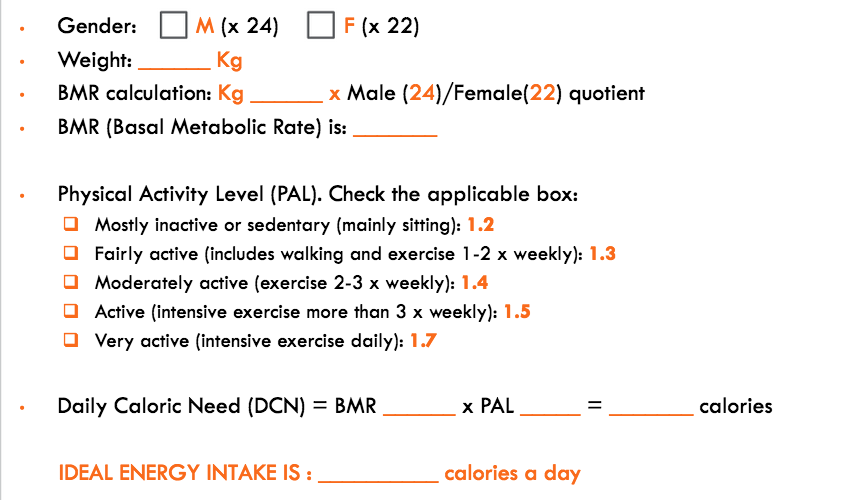 • Gender: ☐ M (x 24) ☐ F (x 22)
• Weight: ______ Kg
• BMR calculation: Kg ______ x Male (24)/Female(22) quotient
• BMR (Basal Metabolic Rate) is: _______
• Physical Activity Level (PAL). Check the applicable box:
❑ Mostly inactive or sedentary (mainly sitting): 1.2
❑ Fairly active (includes walking and exercise 1-2 x weekly): 1.3
❑ Moderately active (exercise 2-3 x weekly): 1.4
❑ Active (intensive exercise more than 3 x weekly): 1.5
❑ Very active (intensive exercise daily): 1.7
• Daily Caloric Need (DCN) = BMR ______ x PAL _____ = _______ calories
IDEAL ENERGY INTAKE IS : __________ calories a day